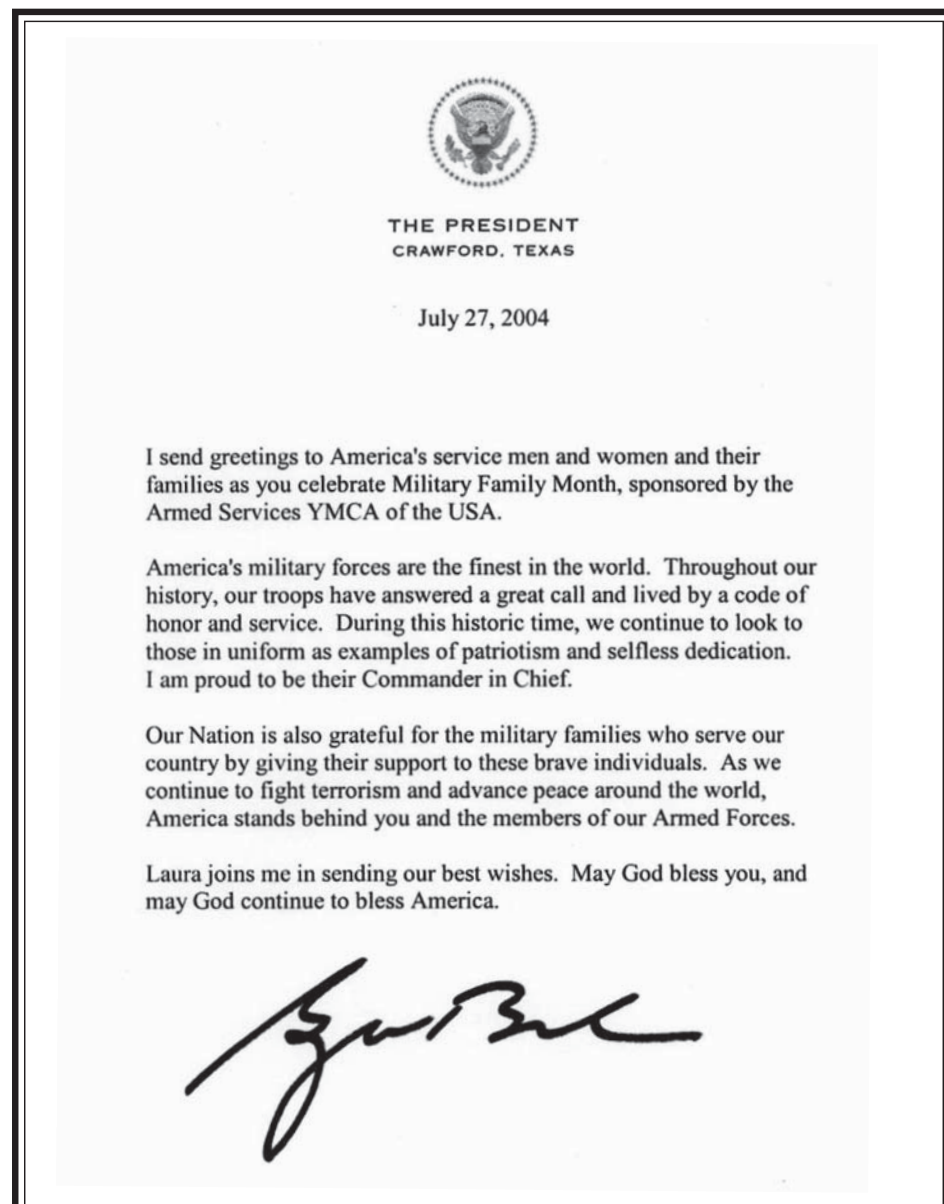 THE PRESIDENT
CRAWFORD, TEXAS
July 27, 2004
I send greetings to America's service men and women and their
families as you celebrate Military Family Month, sponsored by the
Armed Services YMCA of the USA.
America's military forces are the finest in the world. Throughout our
history, our troops have answered a great call and lived by a code of
honor and service. During this historic time, we continue to look to
those in uniform as examples of patriotism and selfless dedication.
I am proud to be their Commander in Chief.
Our Nation is also grateful for the military families who serve our
country by giving their support to these brave individuals. As we
continue to fight terrorism and advance peace around the world,
America stands behind you and the members of our Armed Forces.
Laura joins me in sending our best wishes. May God bless you, and
may God continue to bless America.